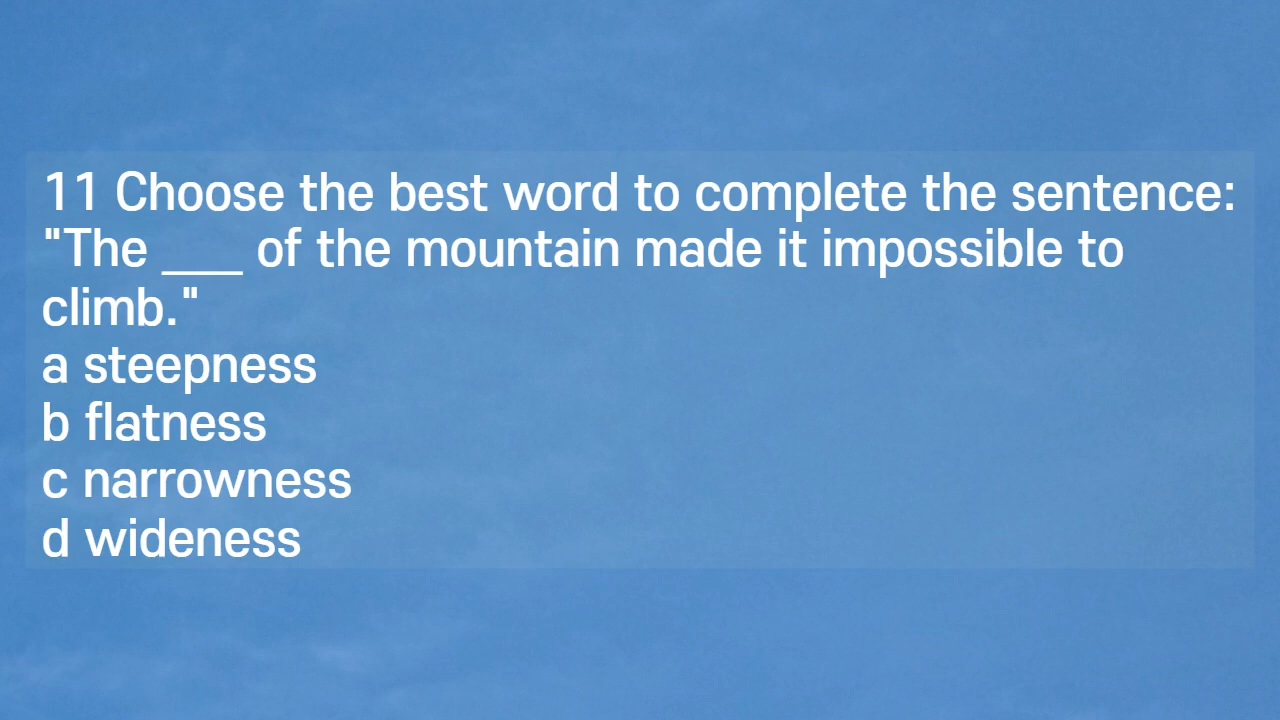 11 Choose the best word to complete the sentence:
"The ___ of the mountain made it impossible to
climb."
a steepness
b flatness
c narrowness
d wideness